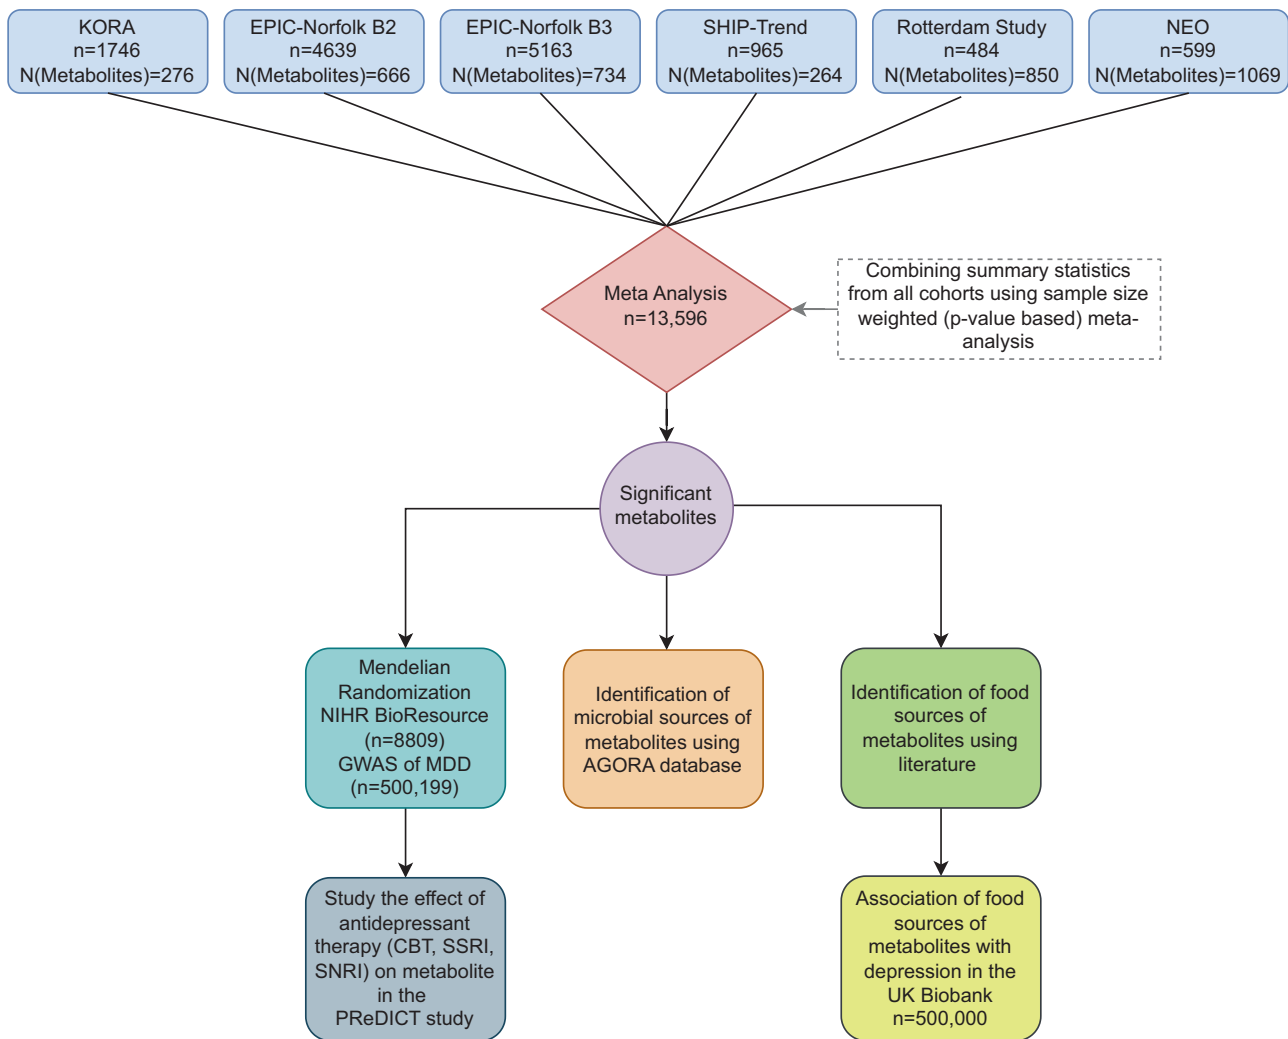 KORA
n=1746
N(Metabolites)=276
EPIC-Norfolk B2
n=4639
N(Metabolites)=666
EPIC-Norfolk B3
n=5163
N(Metabolites)=734
SHIP-Trend
n=965
N(Metabolites)=264
Rotterdam Study
n=484
N(Metabolites)=850
NEO
n=599
N(Metabolites)=1069
Meta Analysis
n=13,596
Combining summary statistics
from all cohorts using sample size
weighted (p-value based) meta-
analysis
Significant
metabolites
Mendelian
Randomization
NIHR BioResource
(n=8809)
GWAS of MDD
(n=500,199)
Identification of
microbial sources of
metabolites using
AGORA database
Identification of food
sources of
metabolites using
literature
Study the effect of
antidepressant
therapy (CBT, SSRI,
SNRI) on metabolite
in the
PReDICT study
Association of food
sources of
metabolites with
depression in the
UK Biobank
n=500,000